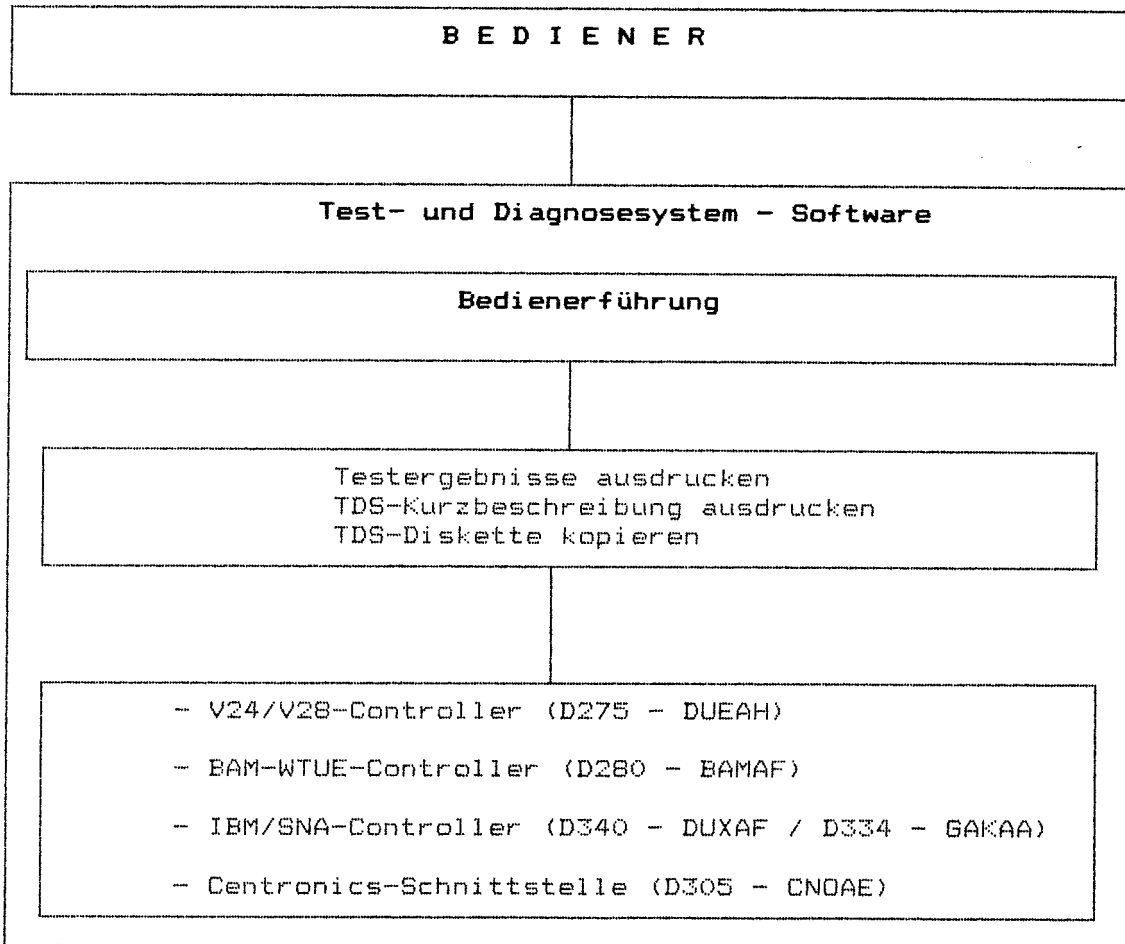 B E D I E N E R
Test- und Diagnosesystem - Software
Bedienerführung
Testergebnisse ausdrucken
TDS-Kurzbeschreibung ausdrucken
TDS-Diskette kopieren
- V24/V28-Controller (D275 - DUEAH)
- BAM-WTUE-Controller (D280 - BAMAF)
- IBM/SNA-Controller (D340 - DUXAF / D334 - GAKAA)
- Centronics-Schnittstelle (D305 - CNOAE)